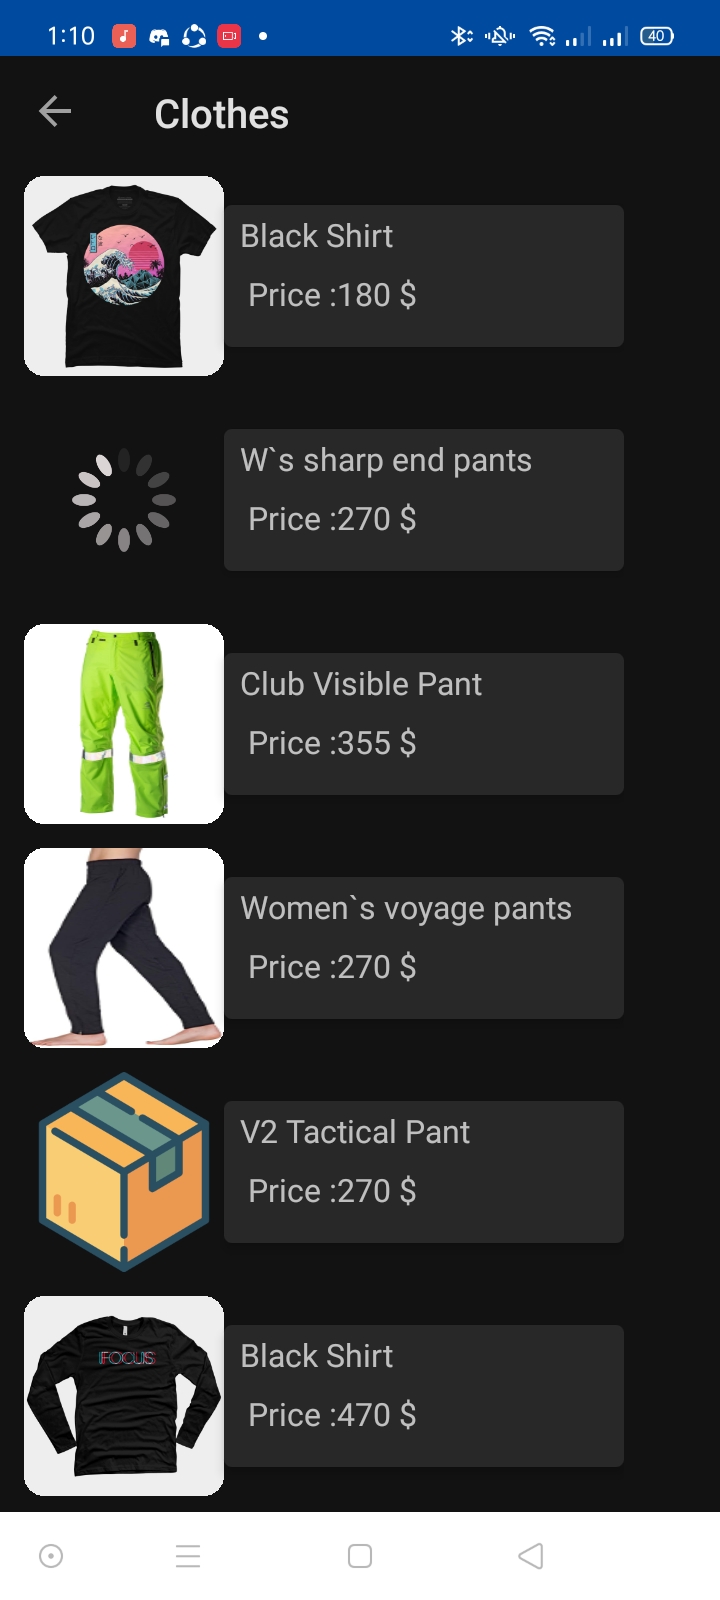 1:10
40
Clothes
Black Shirt
Price :180 $
W`s sharp end pants
Price :270 $
Club Visible Pant
Price :355 $
Women`s voyage pants
Price :270 $
V2 Tactical Pant
Price :270 $
FOCUS
Black Shirt
Price :470 $